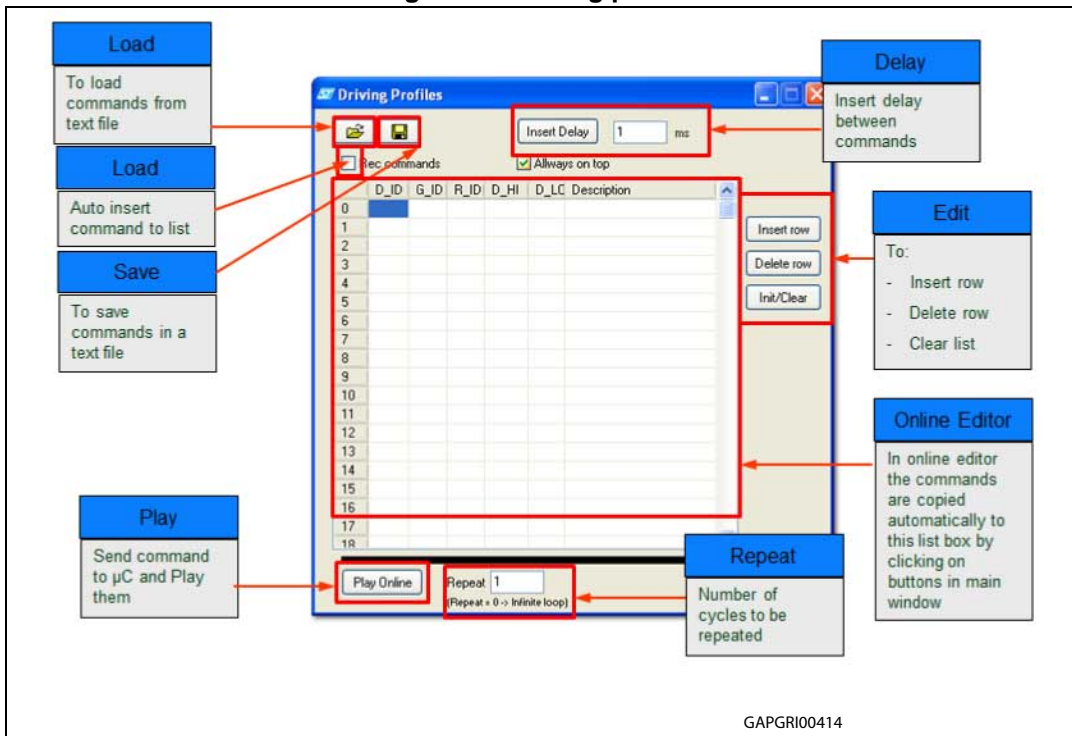 Load
To load
commands from
text file
Load
Auto insert
command to list
Save
To save
commands in a
text file
Play
Send command
to µC and Play
them
Driving Profiles
Insert Delay 1 ms
Rec commands Allways on top
D_ID G_ID R_ID D_HI D_LC Description
0
1
2
3
4
5
6
7
8
9
10
11
12
13
14
15
16
17
18
Insert row
Delete row
Init/Clear
Play Online Repeat 1
(Repeat = 0 -> Infinite loop)
Delay
Insert delay
between
commands
Edit
To:
- Insert row
- Delete row
- Clear list
Online Editor
In online editor
the commands
are copied
automatically to
this list box by
clicking on
buttons in main
window
Repeat
Number of
cycles to be
repeated
GAPGRI00414